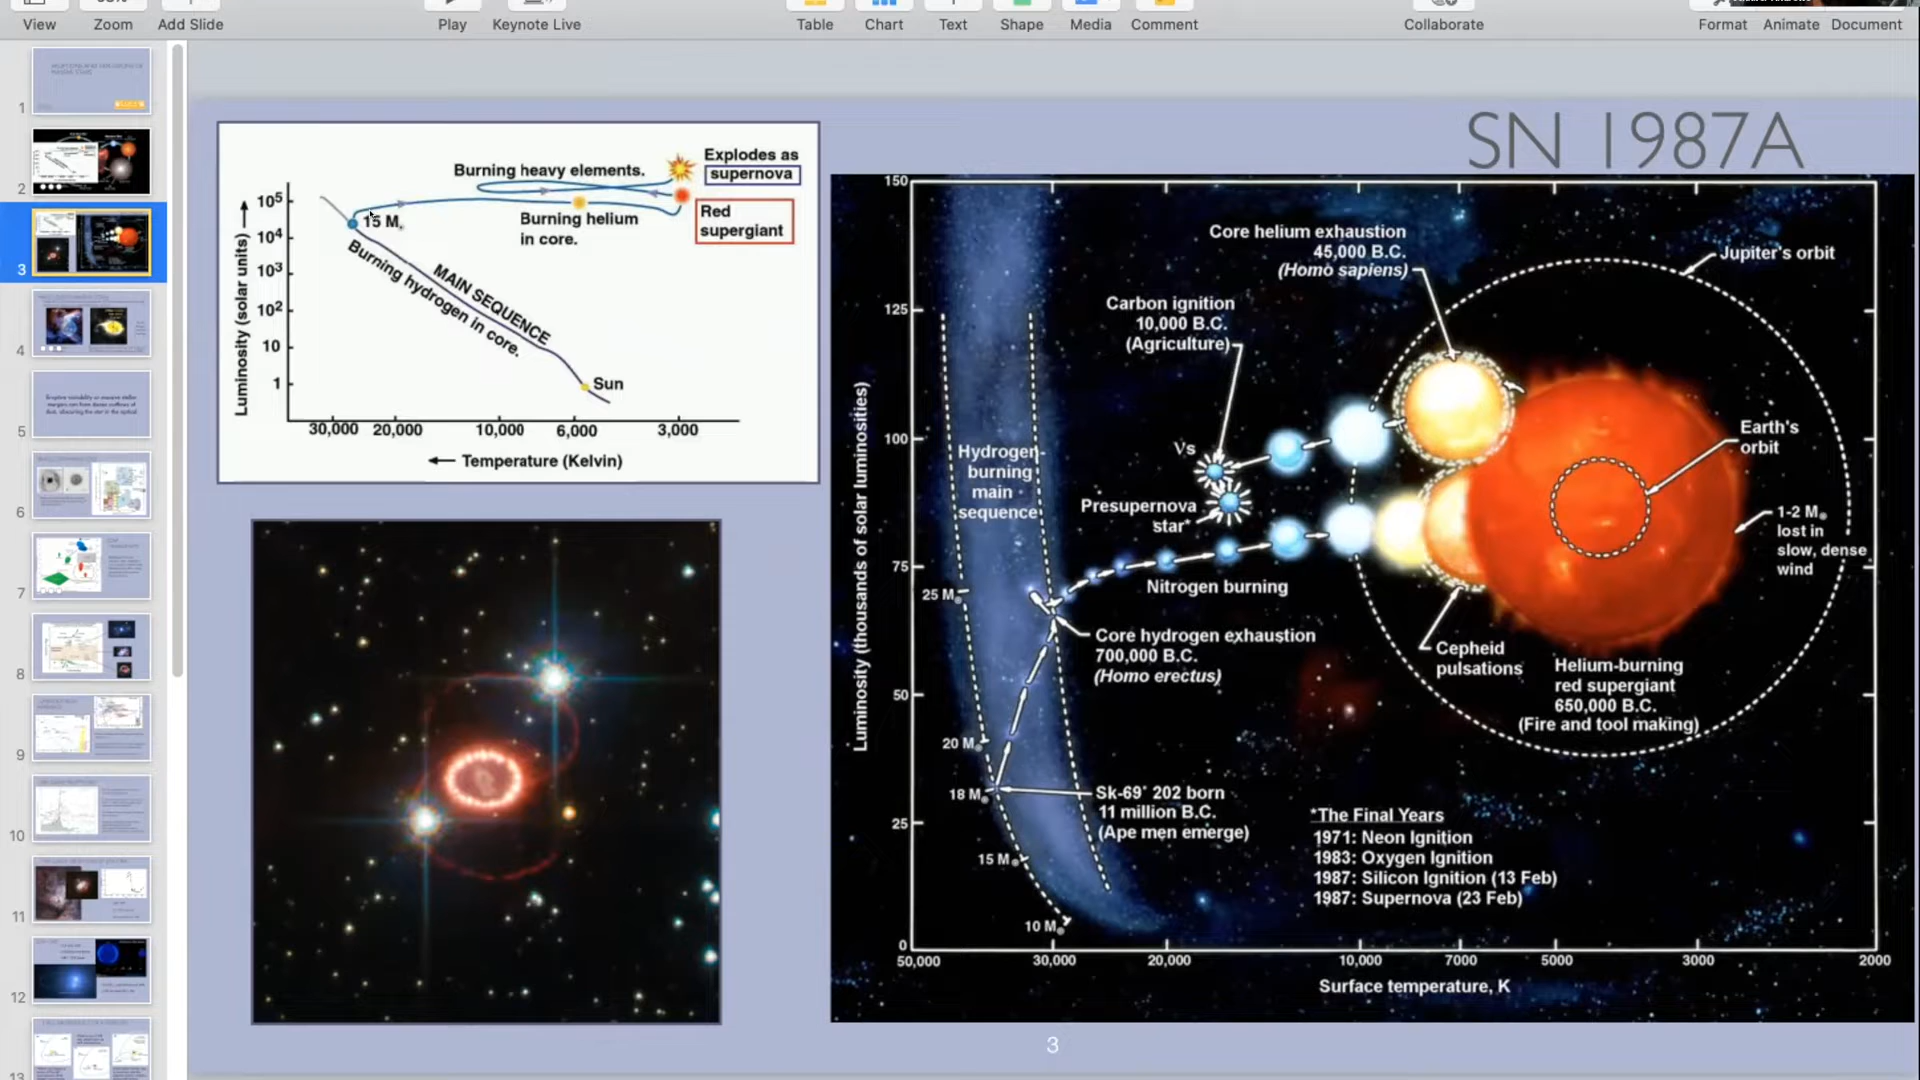 View
Zoom
Add Slide
Play
Keynote Live
Table
Chart
Text
Shape
Media
Comment
Collaborate
Format
Animate
Document
1
2
3
4
5
6
7
8
9
10
11
12
13
SN 1987A
Burning heavy elements.
Explodes as
supernova
Red
supergiant
Burning helium
in core.
15 M
MAIN SEQUENCE
Burning hydrogen in core.
Sun
Luminosity (solar units)
10⁵
10⁴
10³
10²
10
1
30,000
20,000
10,000
6,000
3,000
← Temperature (Kelvin)
150
125
100
75
50
25
0
Luminosity (thousands of solar luminosities)
Core helium exhaustion
45,000 B.C.
(Homo sapiens)
Jupiter's orbit
Carbon ignition
10,000 B.C.
(Agriculture)
Earth's
orbit
Hydrogen-
burning
main
sequence
νs
Presupernova
star*
1-2 M⊙
lost in
slow, dense
wind
Nitrogen burning
25 M⊙
Core hydrogen exhaustion
700,000 B.C.
(Homo erectus)
Cepheid
pulsations
Helium-burning
red supergiant
650,000 B.C.
(Fire and tool making)
20 M⊙
18 M⊙
Sk-69° 202 born
11 million B.C.
(Ape men emerge)
15 M⊙
10 M⊙
*The Final Years
1971: Neon Ignition
1983: Oxygen Ignition
1987: Silicon Ignition (13 Feb)
1987: Supernova (23 Feb)
50,000
30,000
20,000
10,000
7000
5000
3000
2000
Surface temperature, K
3